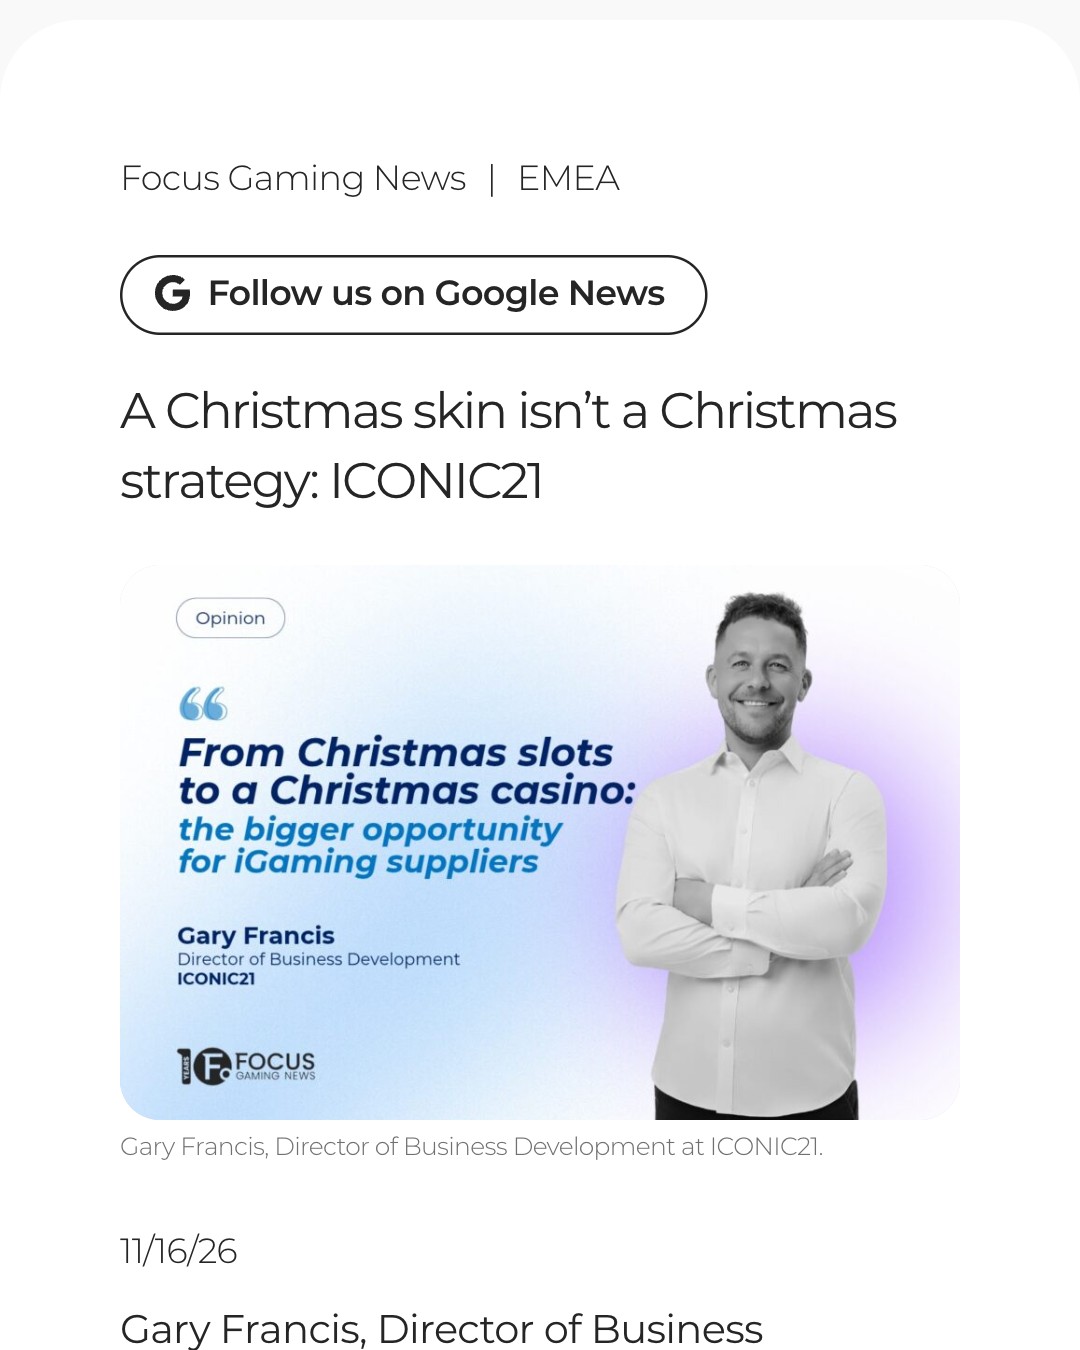 Focus Gaming News | EMEA
Follow us on Google News
A Christmas skin isn’t a Christmas
strategy: ICONIC21
Opinion
“
From Christmas slots
to a Christmas casino:
the bigger opportunity
for iGaming suppliers
Gary Francis
Director of Business Development
ICONIC21
10 YEARS F. FOCUS
GAMING NEWS
Gary Francis, Director of Business Development at ICONIC21.
11/16/26
Gary Francis, Director of Business